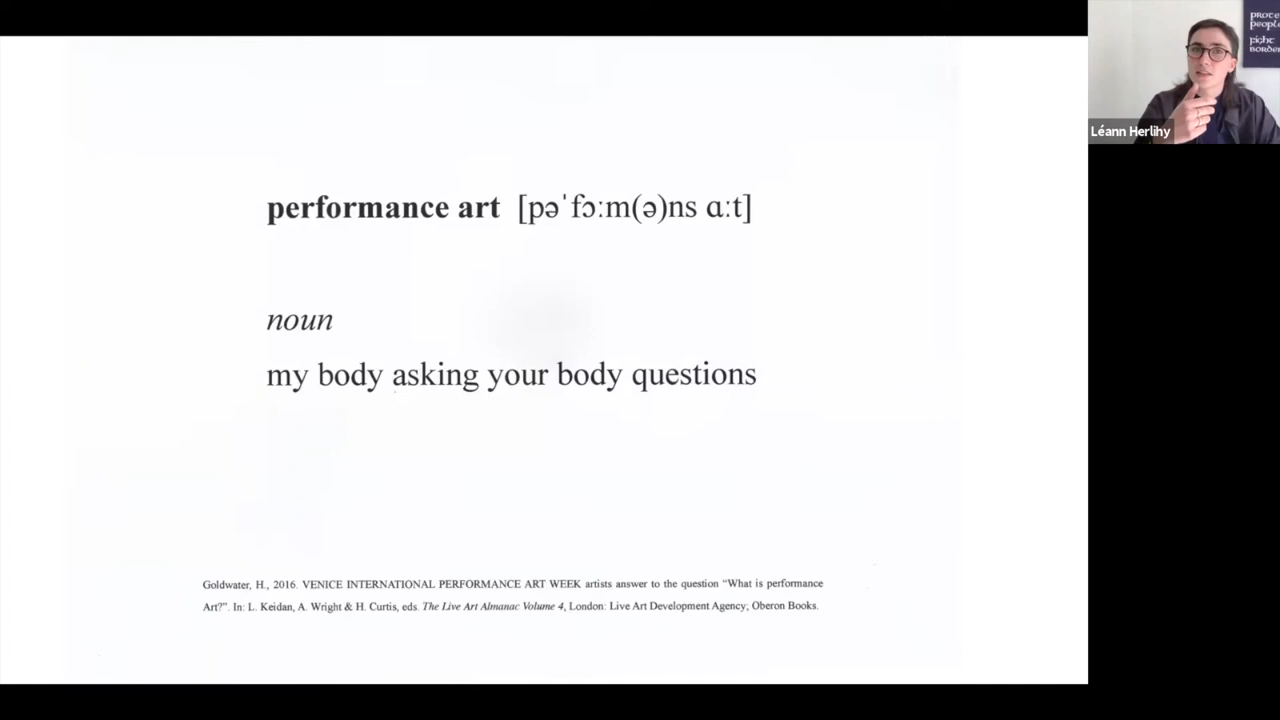 performance art [pəˈfɔːm(ə)ns ɑːt]
noun
my body asking your body questions
Goldwater, H., 2016. VENICE INTERNATIONAL PERFORMANCE ART WEEK artists answer to the question “What is performance
Art?”. In: L. Keidan, A. Wright & H. Curtis, eds. The Live Art Almanac Volume 4, London: Live Art Development Agency; Oberon Books.
Léann Herlihy